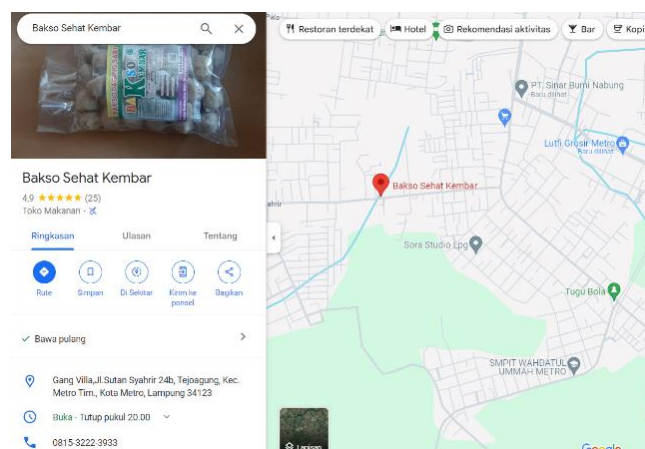 Bakso Sehat Kembar
BAKSO
KEMBAR
Bakso Sehat Kembar
4,9 ★★★★★ (25)
Toko Makanan ·
Ringkasan
Ulasan
Tentang
Rute
Simpan
Di Sekitar
Kirim ke
ponsel
Bagikan
Bawa pulang
Gang Villa,Jl.Sutan Syahrir 24b, Tejoagung, Kec.
Metro Tim., Kota Metro, Lampung 34123
Buka · Tutup pukul 20.00
0815-3222-3933
Restoran terdekat
Hotel
Rekomendasi aktivitas
Bar
Kopi
PT. Sinar Bumi Nabung
Baru dilihat
Lutfi Grosir Metro
Baru dilihat
Bakso Sehat Kembar
Sora Studio Lpg
Tugu Bola
SMPIT WAHDATUL
UMMAH METRO
Lapisan
Google